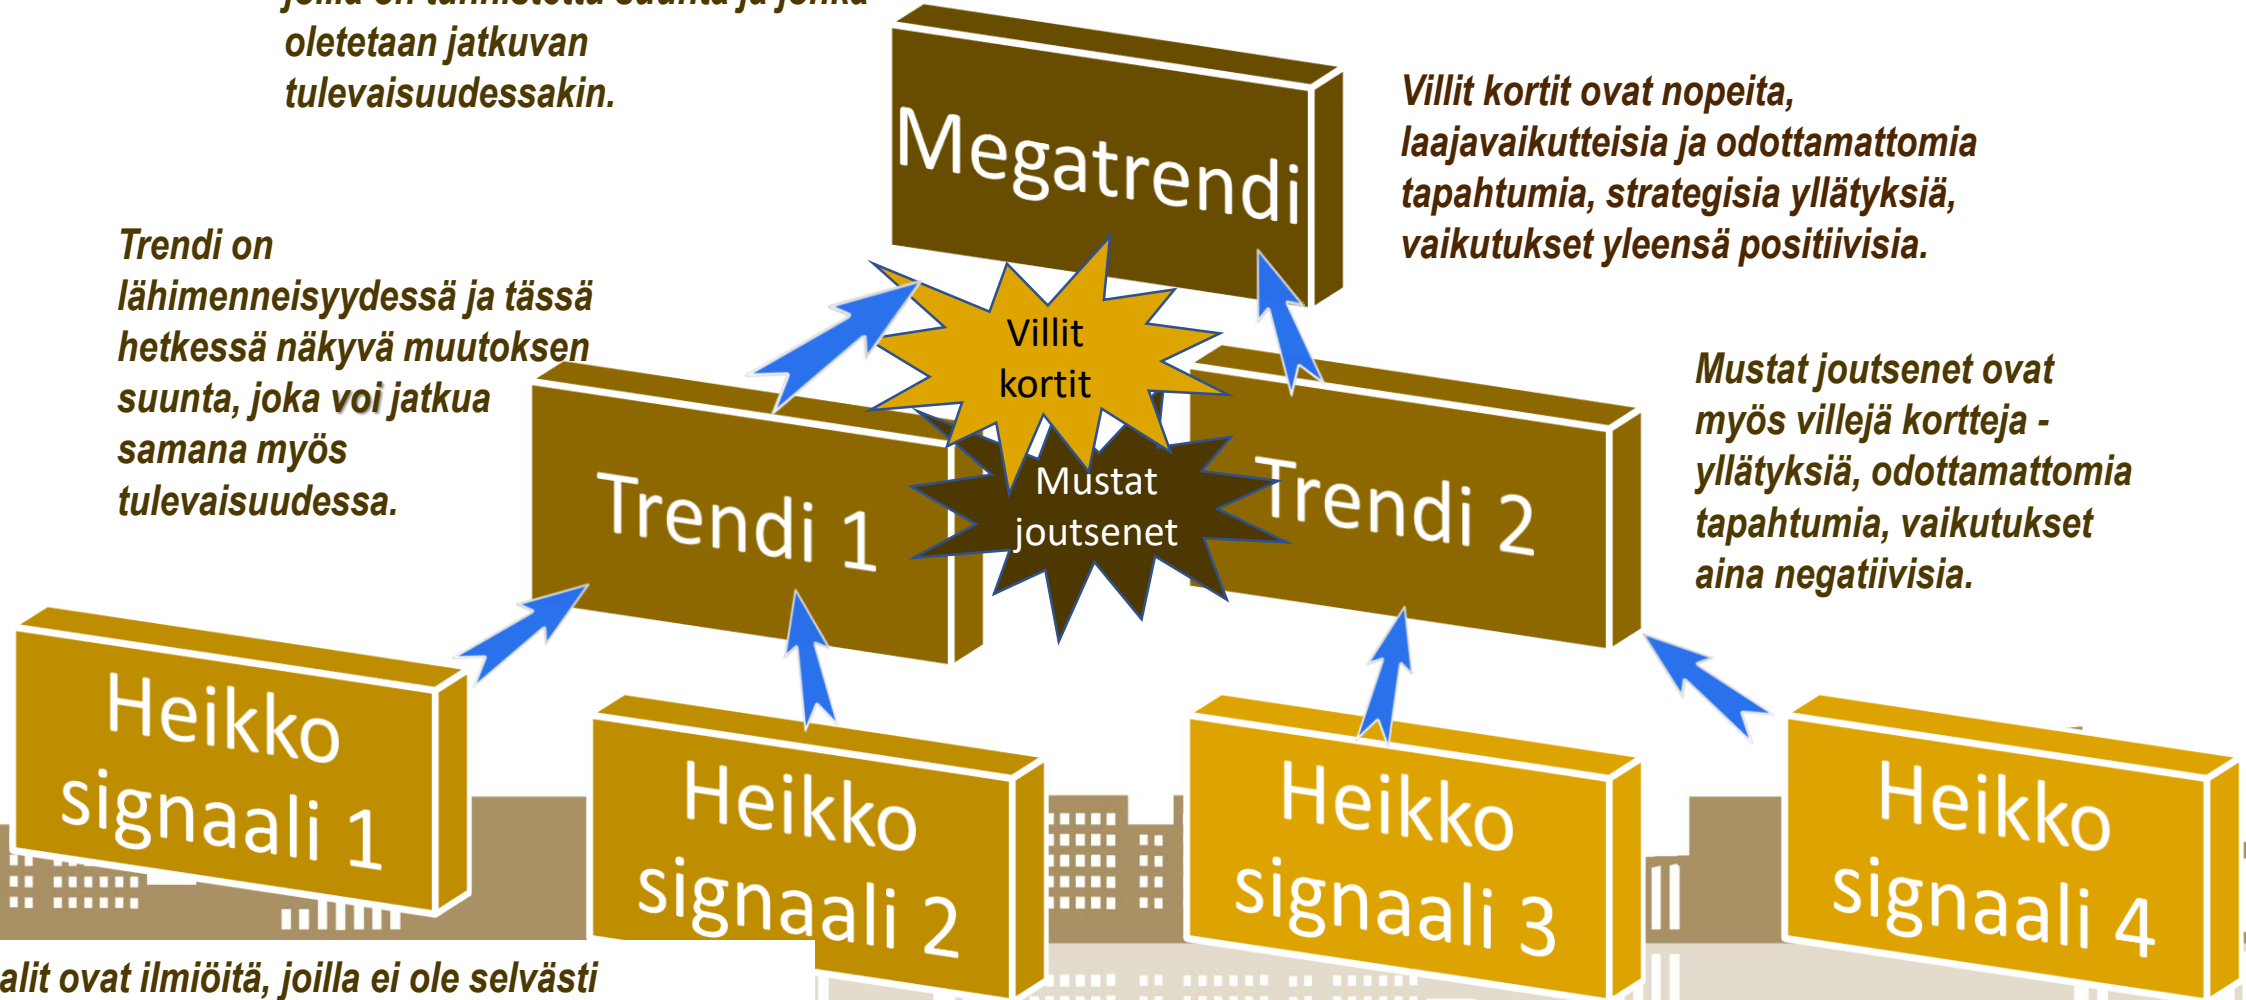 oletetaan jatkuvan
tulevaisuudessakin.
Megatrendi
Villit kortit ovat nopeita,
laajavaikutteisia ja odottamattomia
tapahtumia, strategisia yllätyksiä,
vaikutukset yleensä positiivisia.
Trendi on
lähimenneisyydessä ja tässä
hetkessä näkyvä muutoksen
suunta, joka voi jatkua
samana myös
tulevaisuudessa.
Villit
kortit
Mustat joutsenet ovat
myös villejä kortteja -
yllätyksiä, odottamattomia
tapahtumia, vaikutukset
aina negatiivisia.
Trendi 1
Mustat
joutsenet
Trendi 2
Heikko
signaali 1
Heikko
signaali 2
Heikko
signaali 3
Heikko
signaali 4
alit ovat ilmiöitä, joilla ei ole selvästi